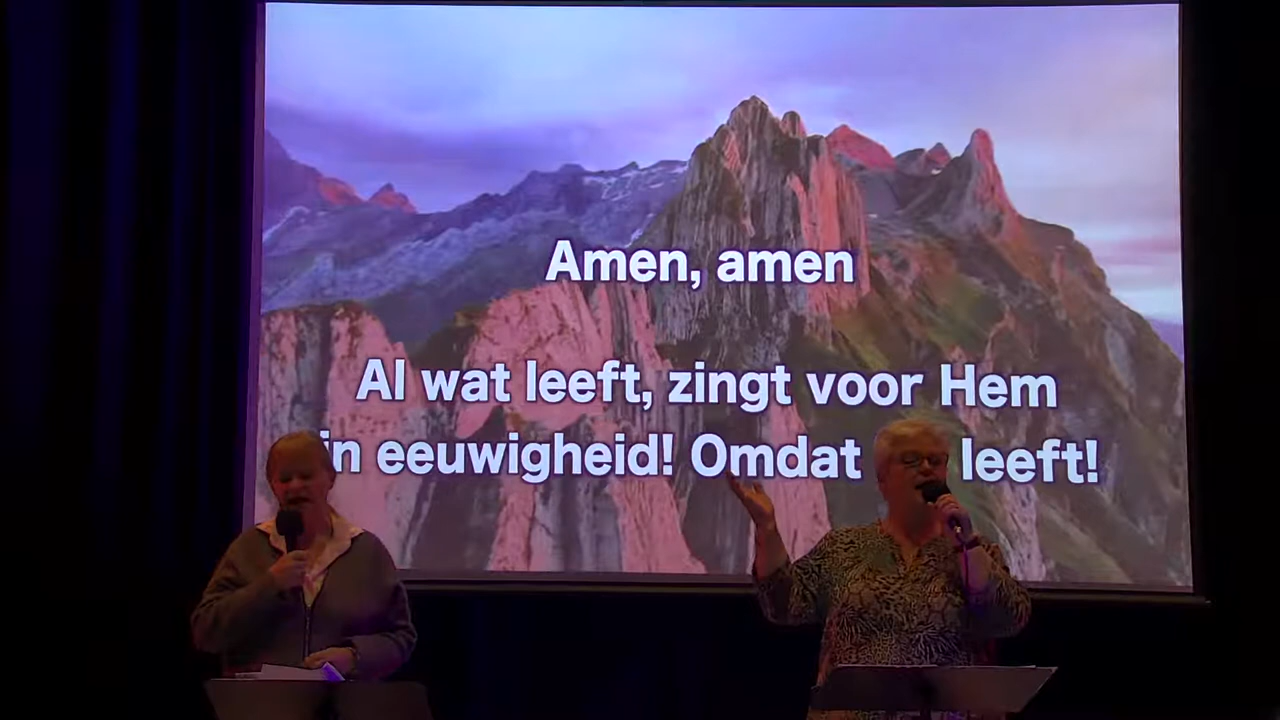 Amen, amen
Al wat leeft, zingt voor Hem
in eeuwigheid! Omdat leeft!